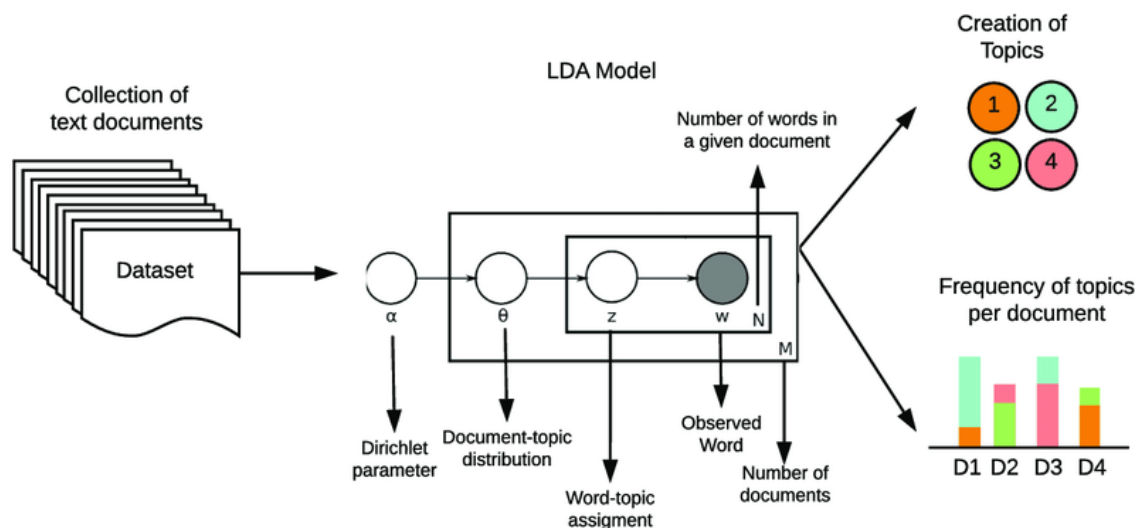 Collection of
text documents
Dataset
LDA Model
Number of words in
a given document
α
θ
z
w
N
M
Dirichlet
parameter
Document-topic
distribution
Word-topic
assigment
Observed
Word
Number of
documents
Creation of
Topics
1
2
3
4
Frequency of topics
per document
D1
D2
D3
D4